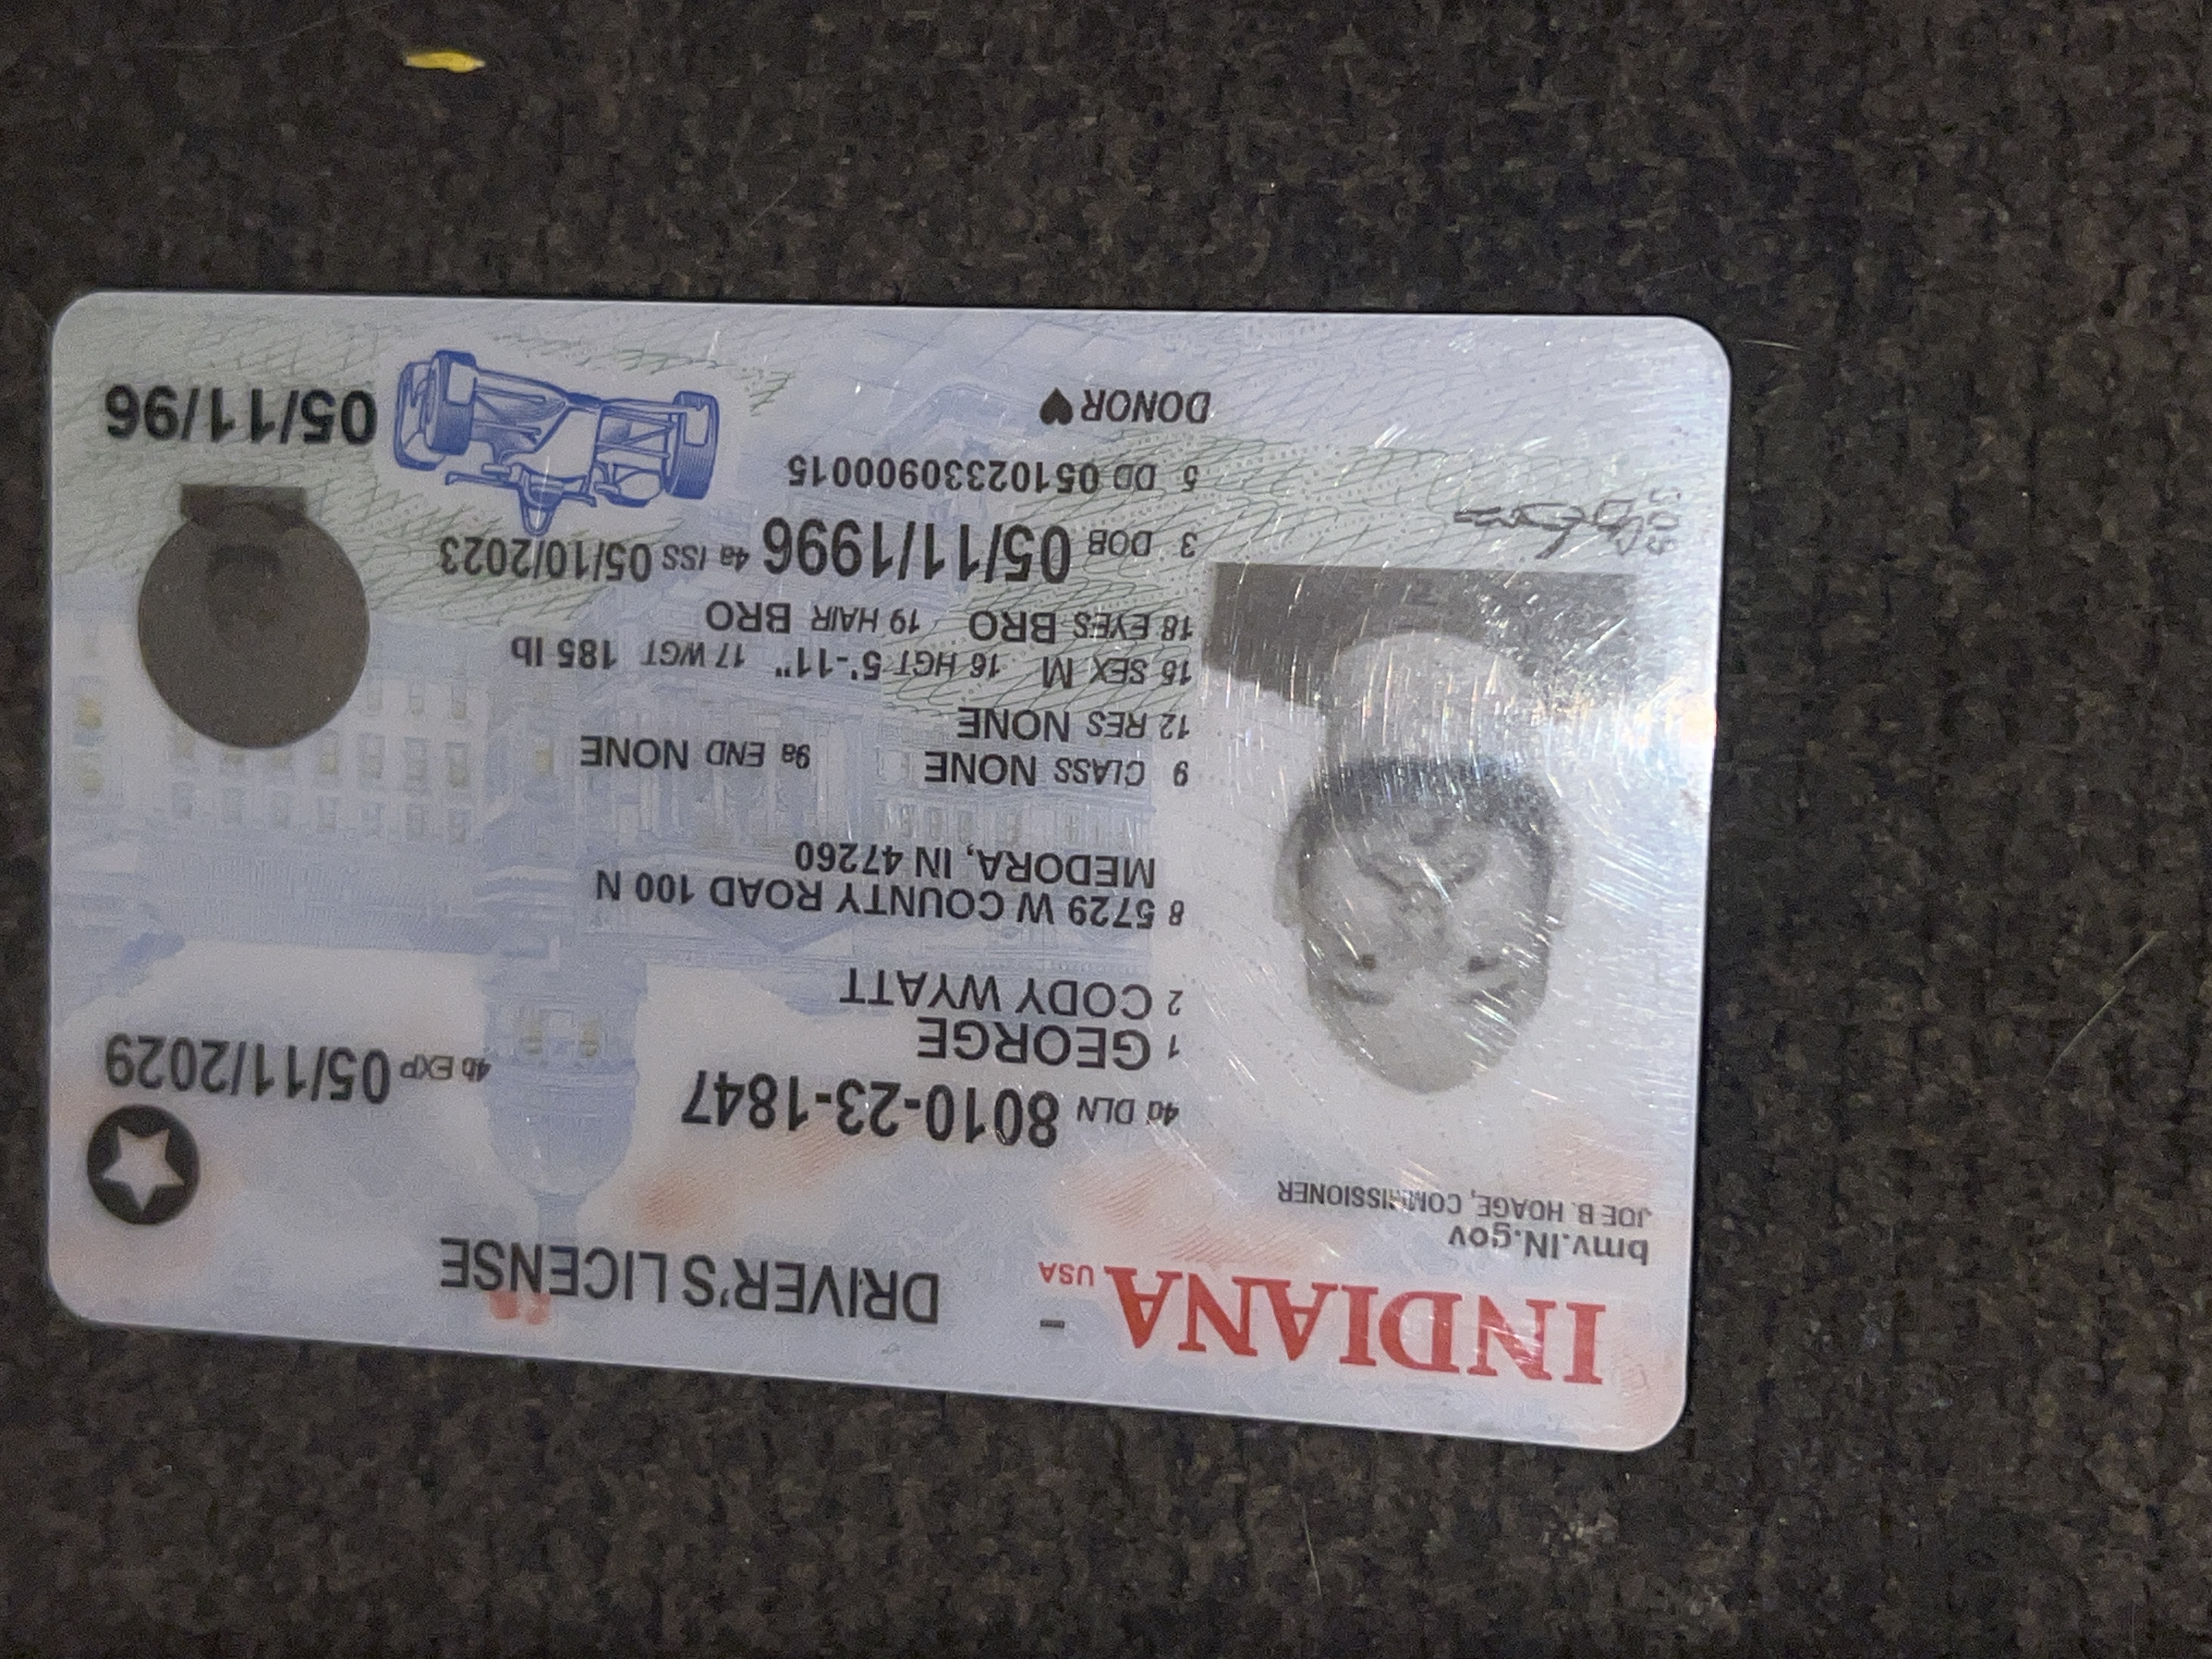 INDIANA USA
DRIVER'S LICENSE
bmv.IN.gov
JOE B. HOAGE, COMMISSIONER
4d DLN 8010-23-1847
4b EXP 05/11/2029
1 GEORGE
2 CODY WYATT
8 5729 W COUNTY ROAD 100 N
MEDORA, IN 47260
9 CLASS NONE 9a END NONE
12 RES NONE
15 SEX M 16 HGT 5'-11" 17 WGT 185 lb
18 EYES BRO 19 HAIR BRO
3 DOB 05/11/1996 4a ISS 05/10/2023
5 DD 05102330900015
DONOR
05/11/96